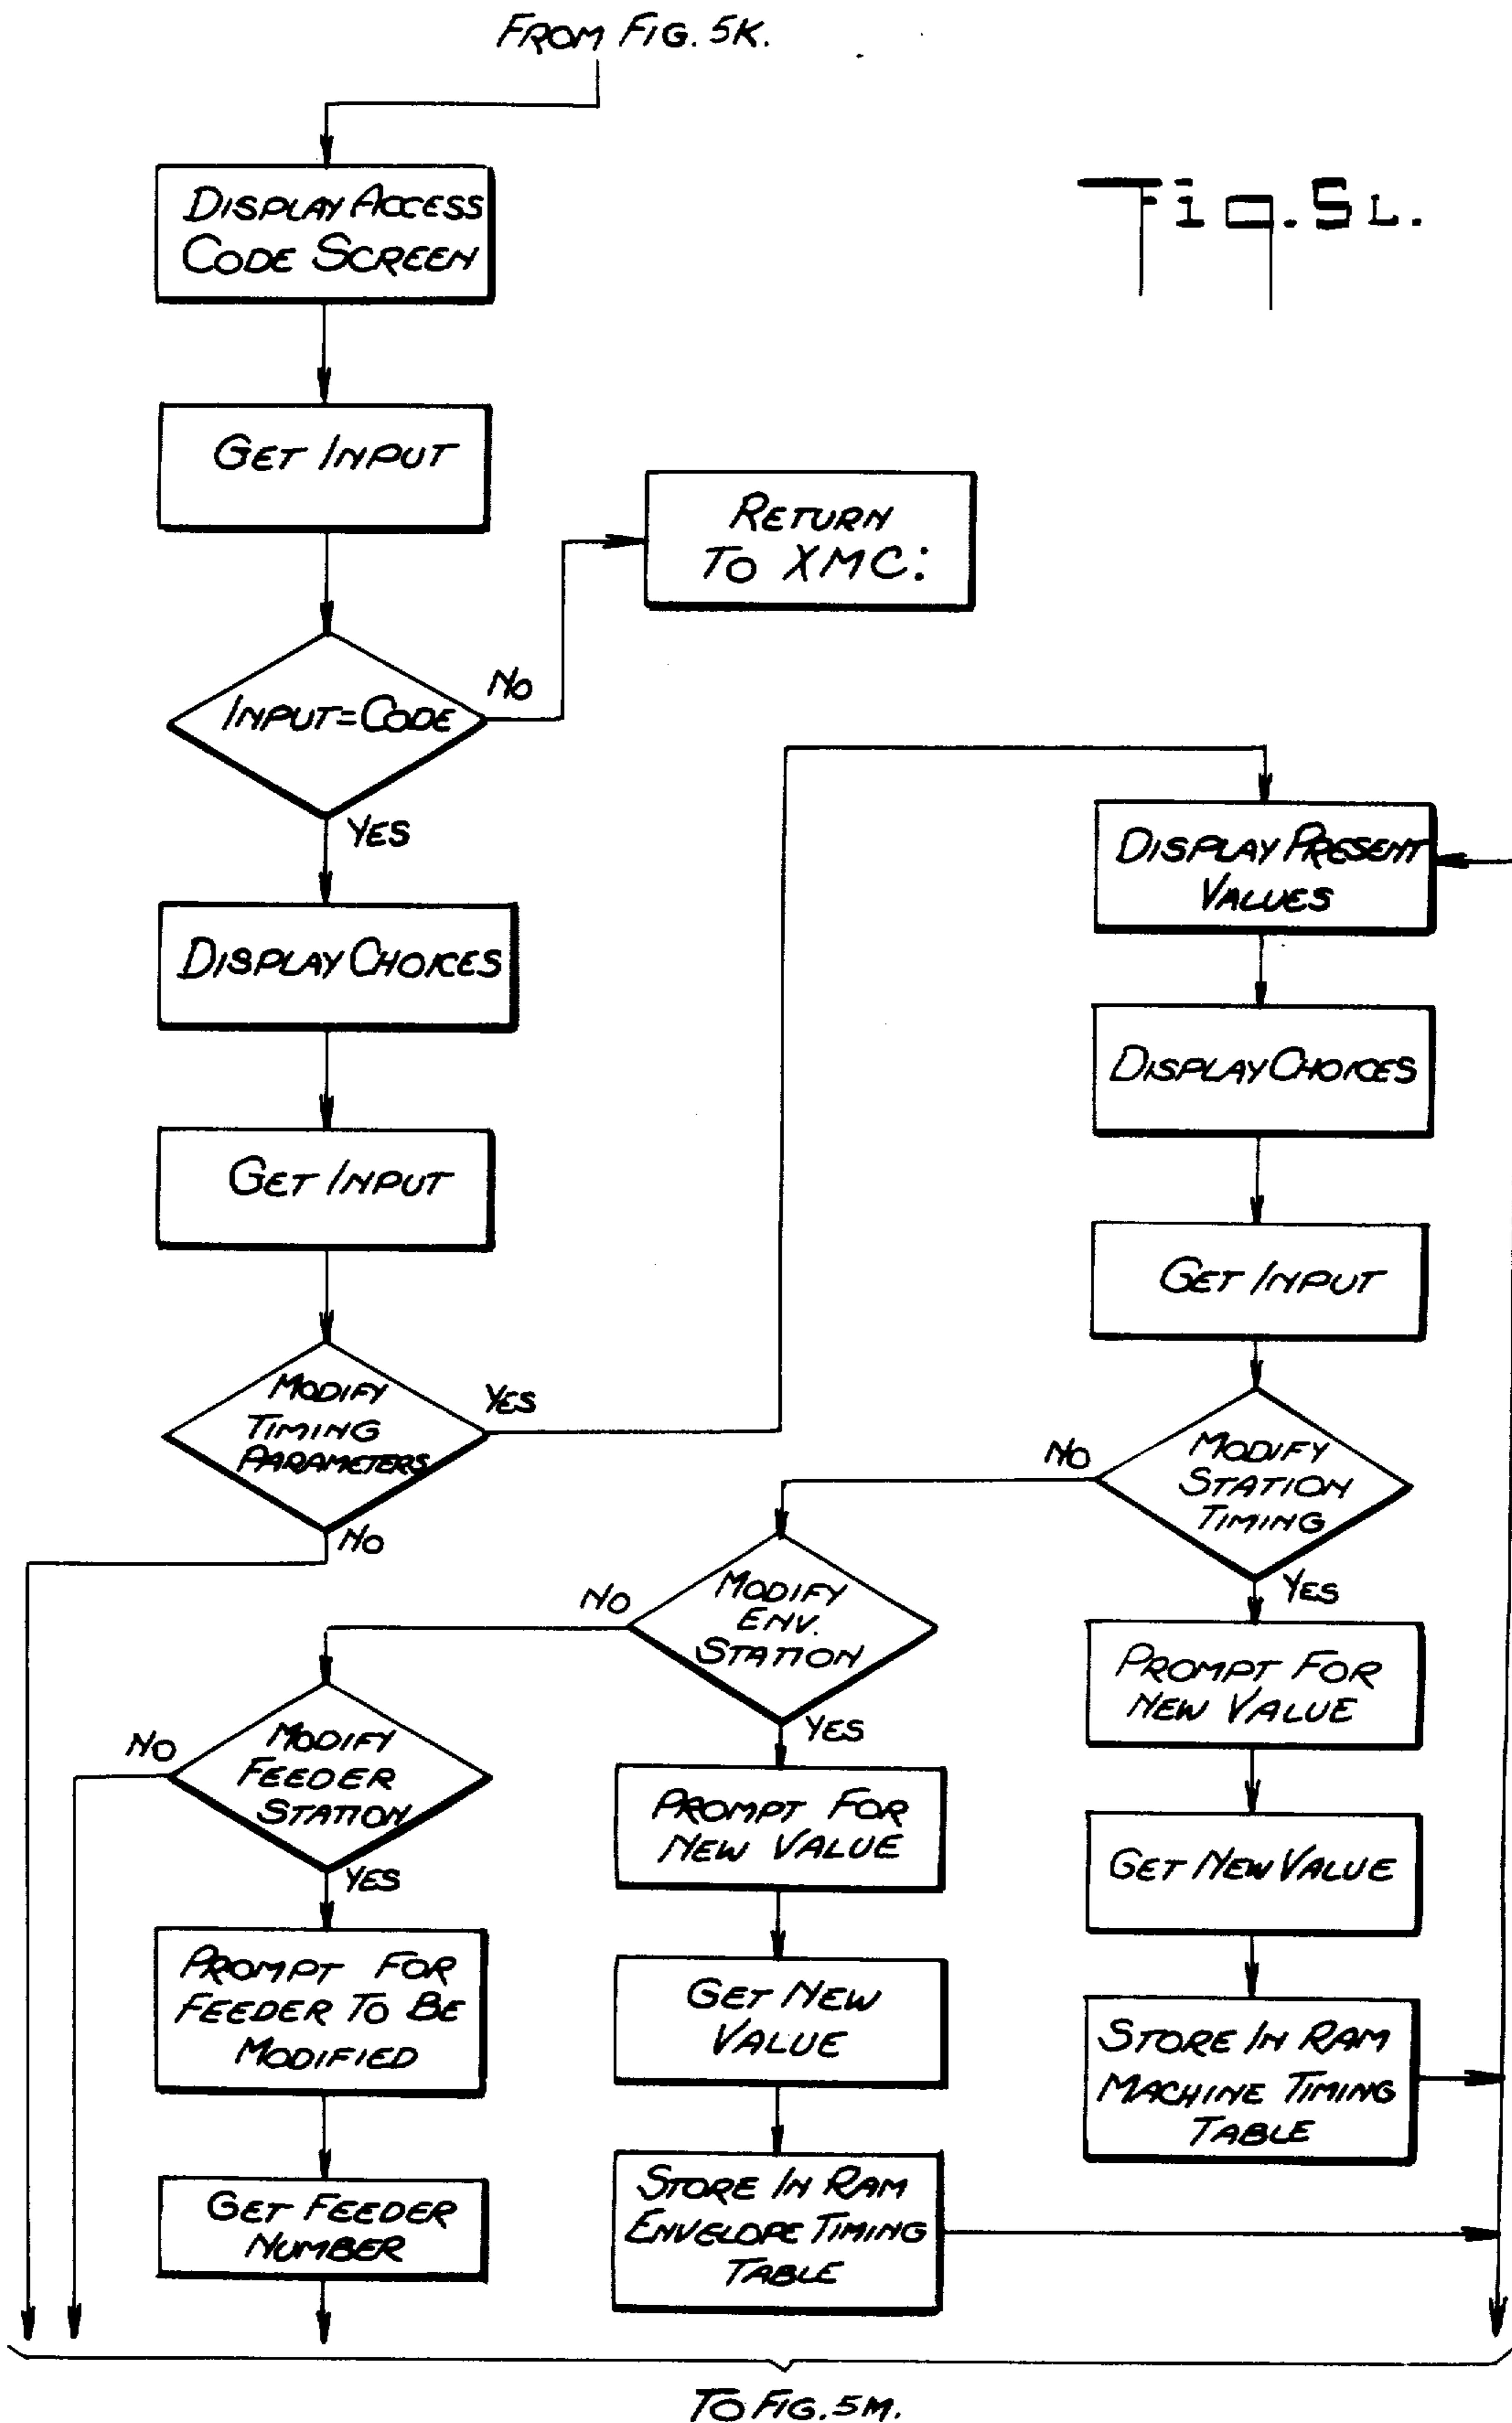 FROM FIG. 5K.
Fig. 5L.
DISPLAY ACCESS
CODE SCREEN
GET INPUT
RETURN
TO XMC:
INPUT=CODE
NO
YES
DISPLAY CHOICES
GET INPUT
MODIFY
TIMING
PARAMETERS
YES
NO
DISPLAY PRESENT
VALUES
DISPLAY CHOICES
GET INPUT
MODIFY
STATION
TIMING
NO
YES
PROMPT FOR
NEW VALUE
GET NEW VALUE
STORE IN RAM
MACHINE TIMING
TABLE
MODIFY
ENV.
STATION
NO
YES
PROMPT FOR
NEW VALUE
GET NEW
VALUE
STORE IN RAM
ENVELOPE TIMING
TABLE
MODIFY
FEEDER
STATION
NO
YES
PROMPT FOR
FEEDER TO BE
MODIFIED
GET FEEDER
NUMBER
TO FIG. 5M.